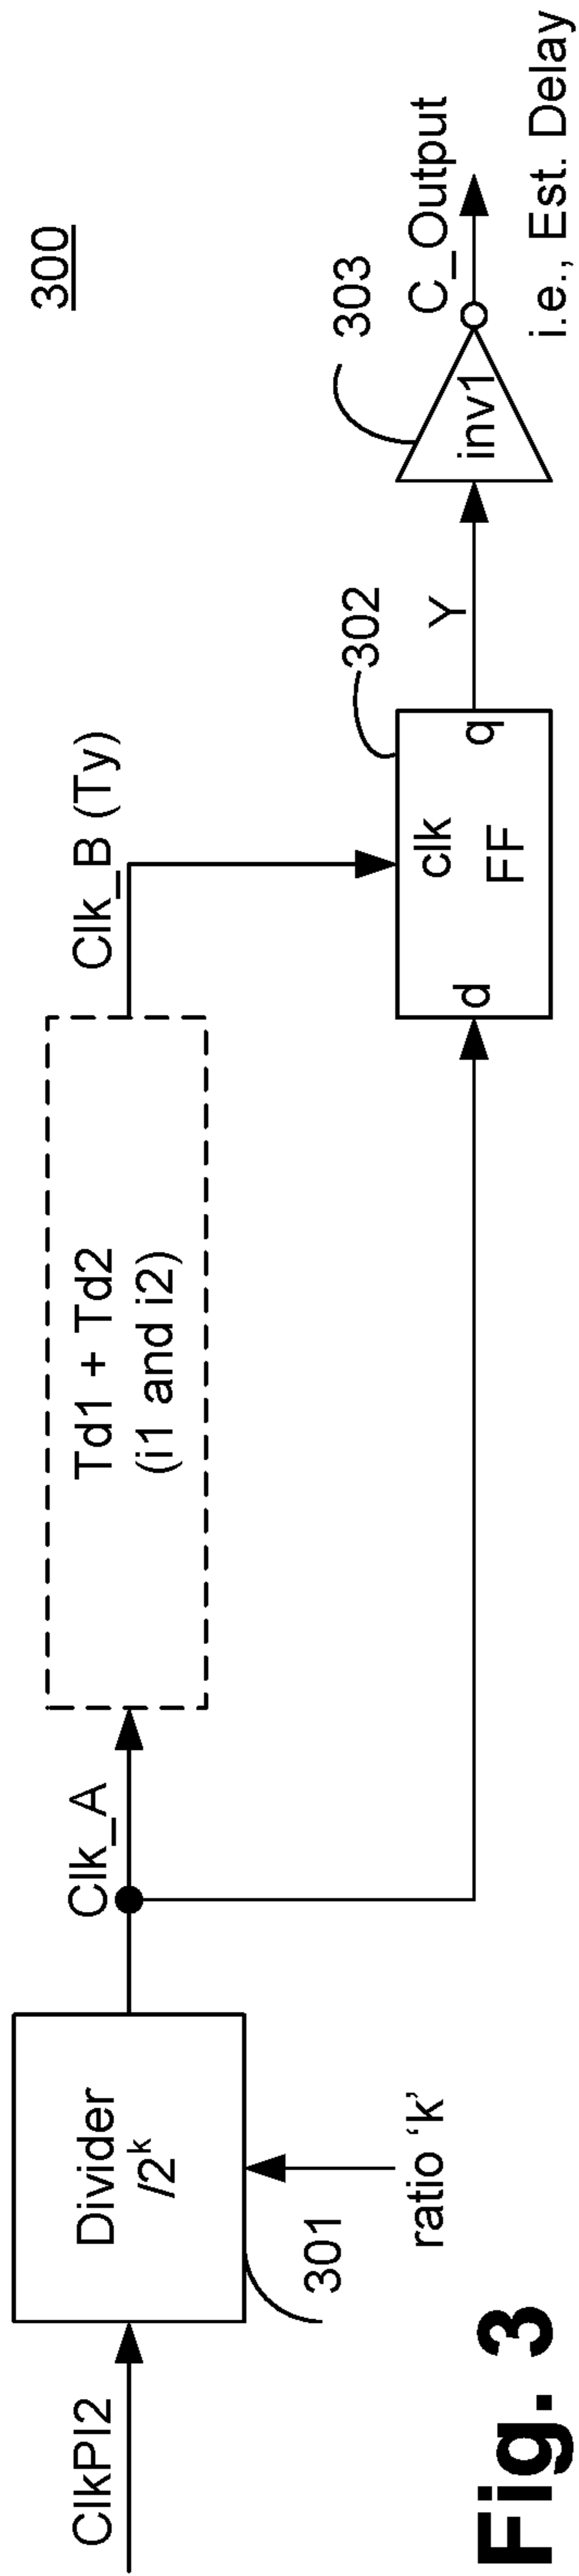 300
ClkPI2
Divider
/2^k
301
ratio ‘k’
Clk_A
Td1 + Td2
(i1 and i2)
Clk_B (Ty)
302
d
clk
FF
q
Y
303
inv1
C_Output
i.e., Est. Delay
Fig. 3